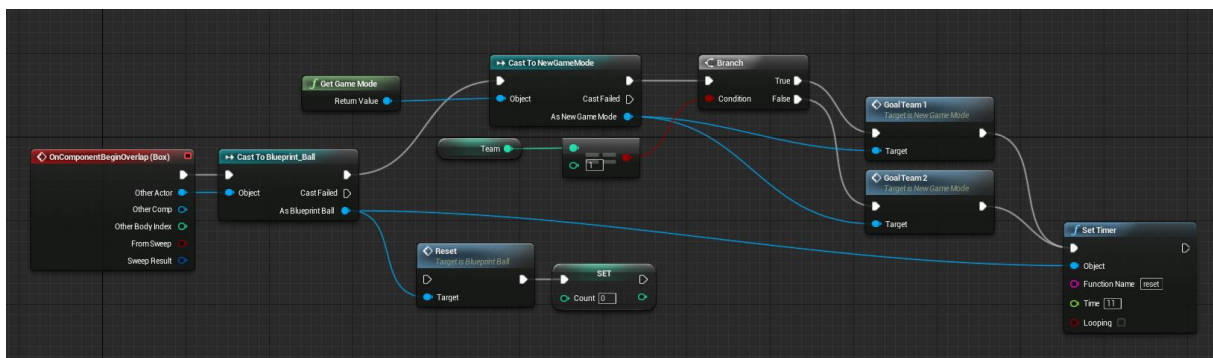 Cast To NewGameMode
Object
Cast Failed
As New Game Mode
Branch
True
Condition
False
f Get Game Mode
Return Value
Team
==
1
GoalTeam 1
Target is New Game Mode
Target
GoalTeam 2
Target is New Game Mode
Target
OnComponentBeginOverlap (Box)
Other Actor
Other Comp
Other Body Index
From Sweep
Sweep Result
Cast To Blueprint_Ball
Object
Cast Failed
As Blueprint Ball
Reset
Target is Blueprint Ball
Target
SET
Count 0
f Set Timer
Object
Function Name reset
Time 11
Looping